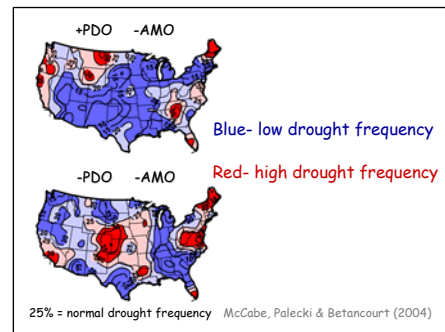 +PDO -AMO
Blue- low drought frequency
Red- high drought frequency
-PDO -AMO
25% = normal drought frequency McCabe, Palecki & Betancourt (2004)